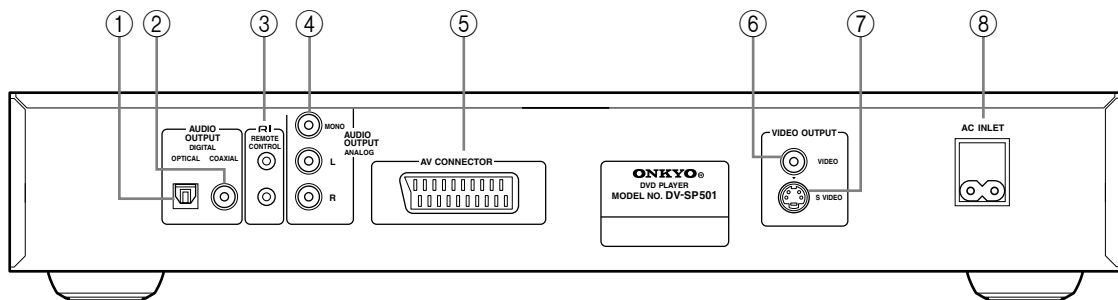 ① ② ③ ④ ⑤ ⑥ ⑦ ⑧
AUDIO
OUTPUT
DIGITAL
OPTICAL COAXIAL
RI
REMOTE
CONTROL
MONO
L
R
AUDIO
OUTPUT
ANALOG
AV CONNECTOR
ONKYO®
DVD PLAYER
MODEL NO. DV-SP501
VIDEO OUTPUT
VIDEO
S VIDEO
AC INLET